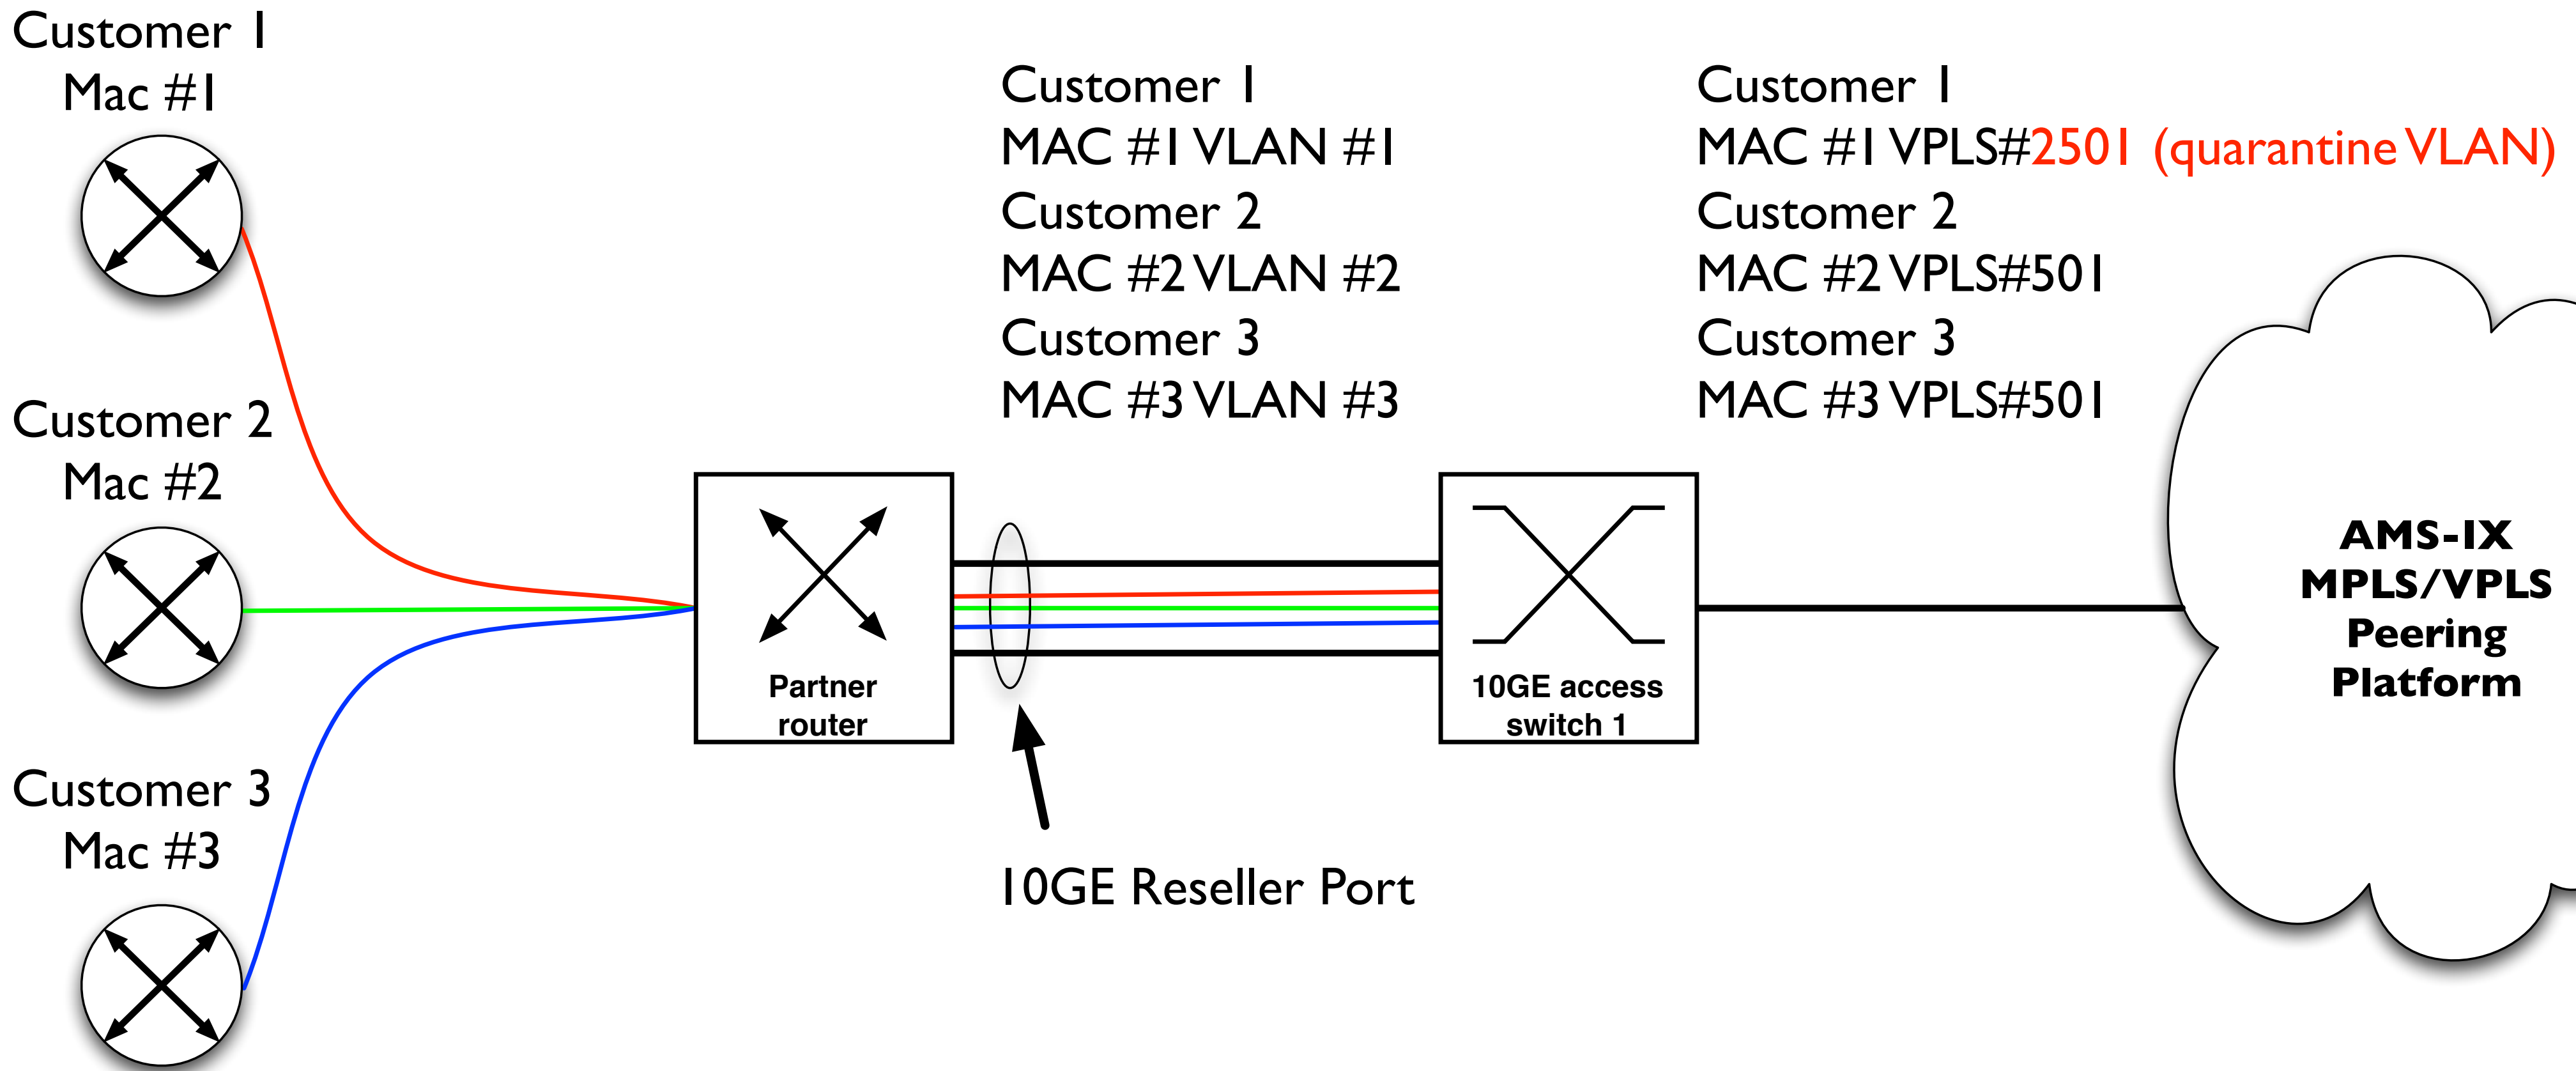 Customer 1
Mac #1
Customer 2
Mac #2
Customer 3
Mac #3
Customer 1
MAC #1 VLAN #1
Customer 2
MAC #2 VLAN #2
Customer 3
MAC #3 VLAN #3
Customer 1
MAC #1 VPLS#2501 (quarantine VLAN)
Customer 2
MAC #2 VPLS#501
Customer 3
MAC #3 VPLS#501
Partner
router
10GE access
switch 1
10GE Reseller Port
AMS-IX
MPLS/VPLS
Peering
Platform